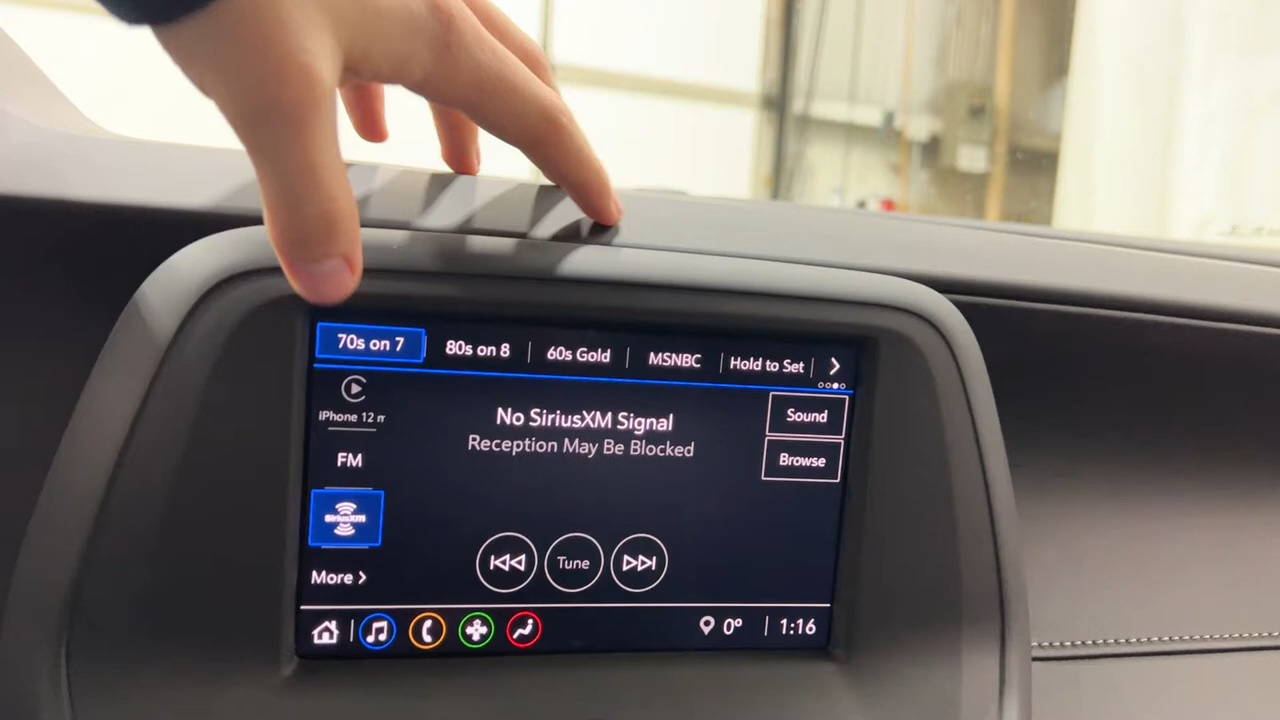 70s on 7
80s on 8
60s Gold
MSNBC
Hold to Set
iPhone 12 m
No SiriusXM Signal
Reception May Be Blocked
Sound
Browse
FM
SiriusXM
Tune
More
0°
1:16